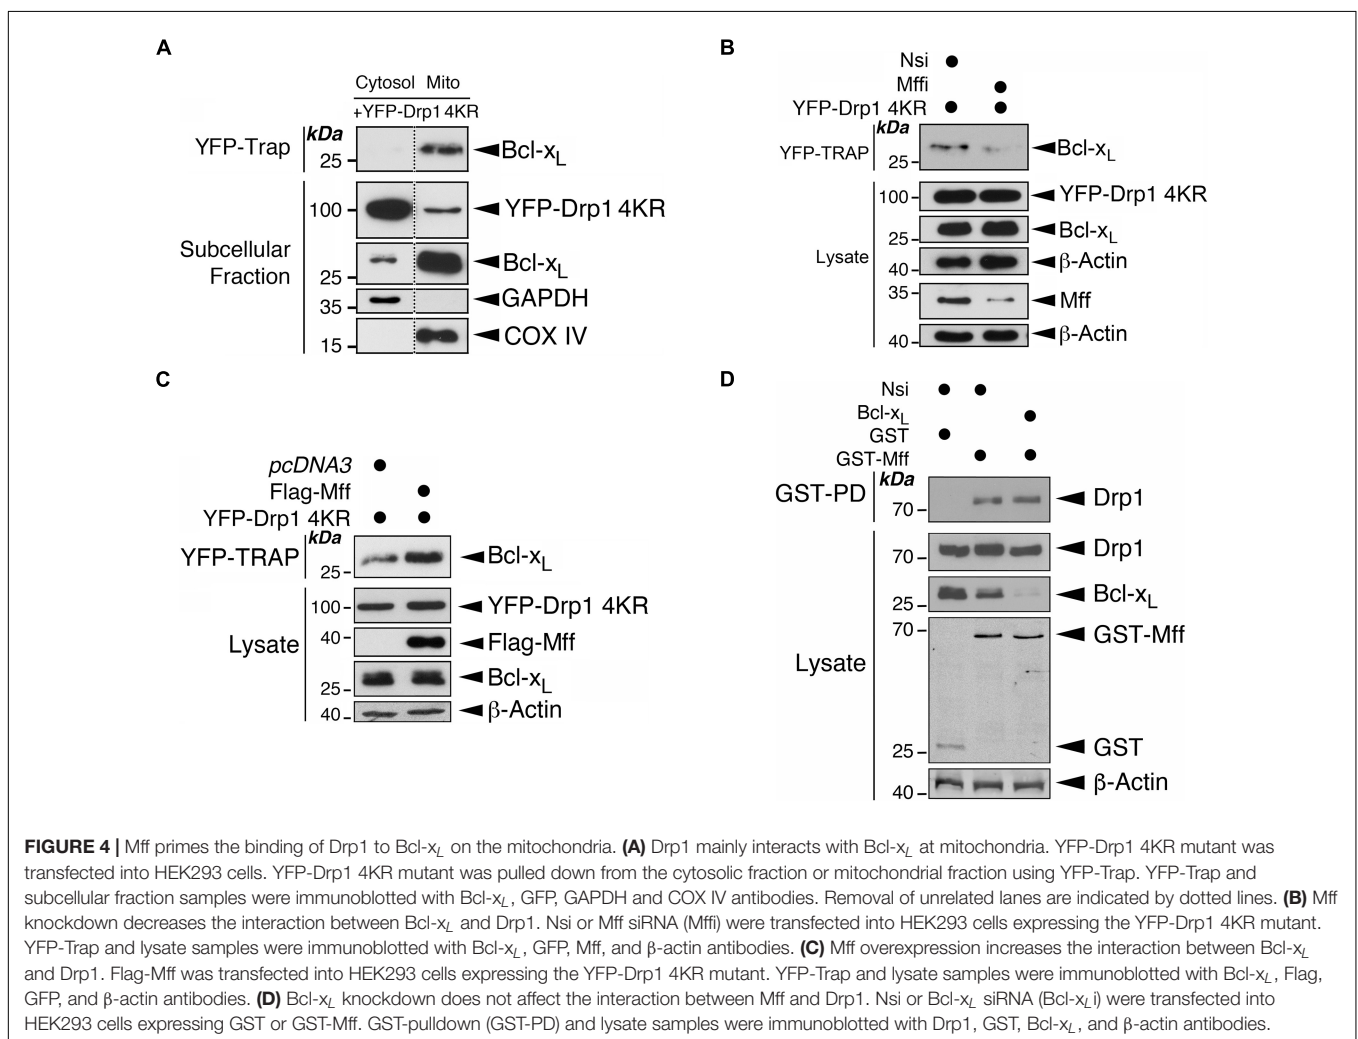 A
Cytosol Mito
+YFP-Drp1 4KR
kDa
YFP-Trap
25
Bcl-xL
Subcellular
Fraction
100
YFP-Drp1 4KR
25
Bcl-xL
35
GAPDH
15
COX IV
B
Nsi
Mffi
YFP-Drp1 4KR
kDa
YFP-TRAP
25
Bcl-xL
Lysate
100
YFP-Drp1 4KR
25
Bcl-xL
40
β-Actin
35
Mff
40
β-Actin
C
pcDNA3
Flag-Mff
YFP-Drp1 4KR
kDa
YFP-TRAP
25
Bcl-xL
Lysate
100
YFP-Drp1 4KR
40
Flag-Mff
25
Bcl-xL
40
β-Actin
D
Nsi
Bcl-xL
GST
GST-Mff
kDa
GST-PD
70
Drp1
Lysate
70
Drp1
25
Bcl-xL
70
GST-Mff
25
GST
40
β-Actin
FIGURE 4 | Mff primes the binding of Drp1 to Bcl-xL on the mitochondria. (A) Drp1 mainly interacts with Bcl-xL at mitochondria. YFP-Drp1 4KR mutant was
transfected into HEK293 cells. YFP-Drp1 4KR mutant was pulled down from the cytosolic fraction or mitochondrial fraction using YFP-Trap. YFP-Trap and
subcellular fraction samples were immunoblotted with Bcl-xL, GFP, GAPDH and COX IV antibodies. Removal of unrelated lanes are indicated by dotted lines. (B) Mff
knockdown decreases the interaction between Bcl-xL and Drp1. Nsi or Mff siRNA (Mffi) were transfected into HEK293 cells expressing the YFP-Drp1 4KR mutant.
YFP-Trap and lysate samples were immunoblotted with Bcl-xL, GFP, Mff, and β-actin antibodies. (C) Mff overexpression increases the interaction between Bcl-xL
and Drp1. Flag-Mff was transfected into HEK293 cells expressing the YFP-Drp1 4KR mutant. YFP-Trap and lysate samples were immunoblotted with Bcl-xL, Flag,
GFP, and β-actin antibodies. (D) Bcl-xL knockdown does not affect the interaction between Mff and Drp1. Nsi or Bcl-xL siRNA (Bcl-xLi) were transfected into
HEK293 cells expressing GST or GST-Mff. GST-pulldown (GST-PD) and lysate samples were immunoblotted with Drp1, GST, Bcl-xL, and β-actin antibodies.